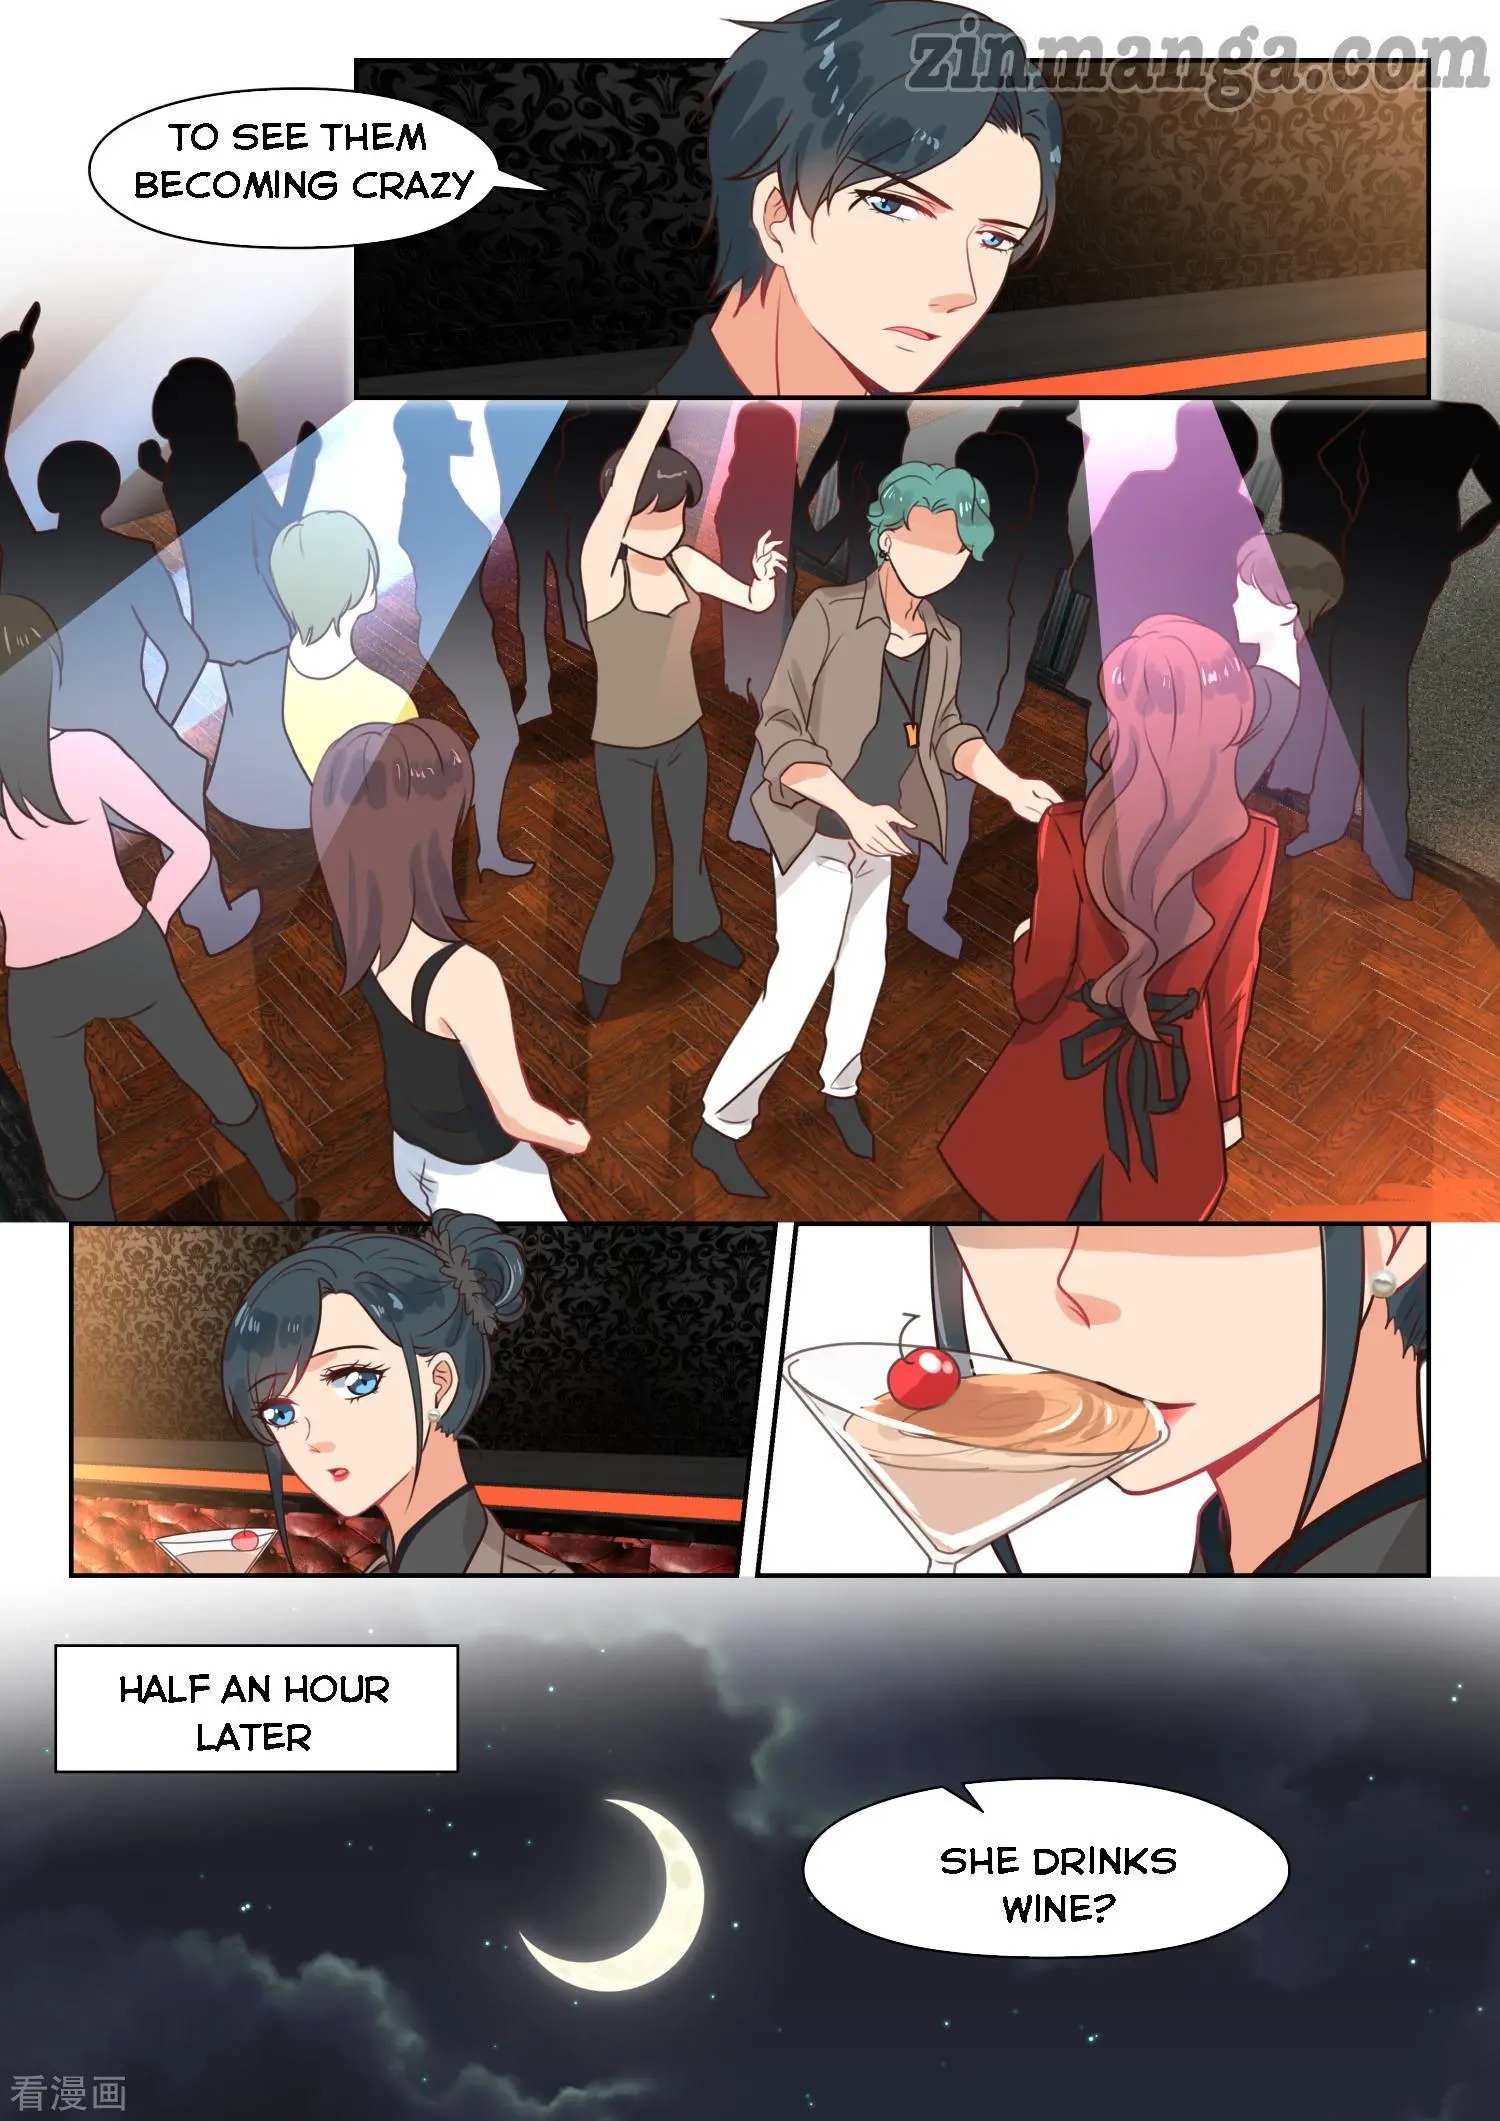 zinmanga.com
TO SEE THEM
BECOMING CRAZY
HALF AN HOUR
LATER
SHE DRINKS
WINE?
看漫画